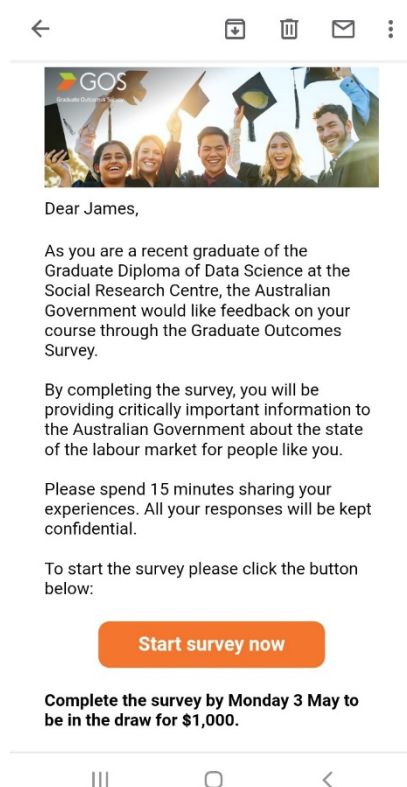 GOS
Graduate Outcomes Survey
Dear James,
As you are a recent graduate of the
Graduate Diploma of Data Science at the
Social Research Centre, the Australian
Government would like feedback on your
course through the Graduate Outcomes
Survey.
By completing the survey, you will be
providing critically important information to
the Australian Government about the state
of the labour market for people like you.
Please spend 15 minutes sharing your
experiences. All your responses will be kept
confidential.
To start the survey please click the button
below:
Start survey now
Complete the survey by Monday 3 May to
be in the draw for $1,000.